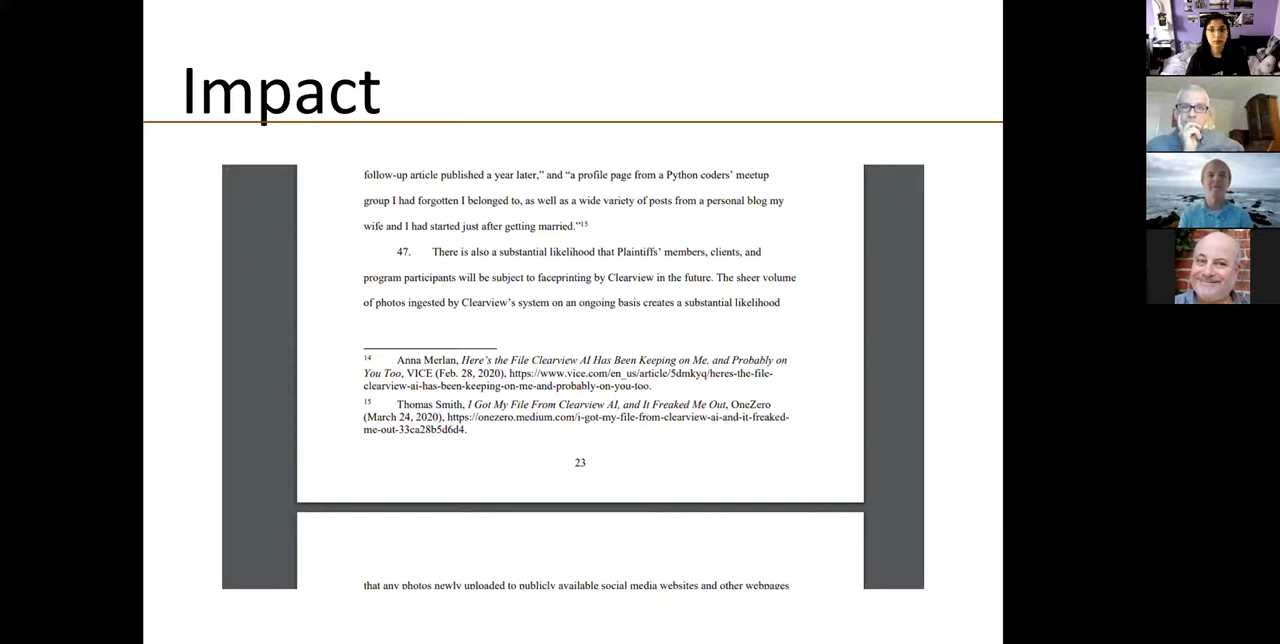 Impact
follow-up article published a year later,” and “a profile page from a Python coders’ meetup
group I had forgotten I belonged to, as well as a wide variety of posts from a personal blog my
wife and I had started just after getting married.”15
47. There is also a substantial likelihood that Plaintiffs’ members, clients, and
program participants will be subject to faceprinting by Clearview in the future. The sheer volume
of photos ingested by Clearview’s system on an ongoing basis creates a substantial likelihood
14 Anna Merlan, Here’s the File Clearview AI Has Been Keeping on Me, and Probably on
You Too, VICE (Feb. 28, 2020), https://www.vice.com/en_us/article/5dmkyq/heres-the-file-
clearview-ai-has-been-keeping-on-me-and-probably-on-you-too.
15 Thomas Smith, I Got My File From Clearview AI, and It Freaked Me Out, OneZero
(March 24, 2020), https://onezero.medium.com/i-got-my-file-from-clearview-ai-and-it-freaked-
me-out-33ca28b5d6d4.
23
that any photos newly uploaded to publicly available social media websites and other webpages